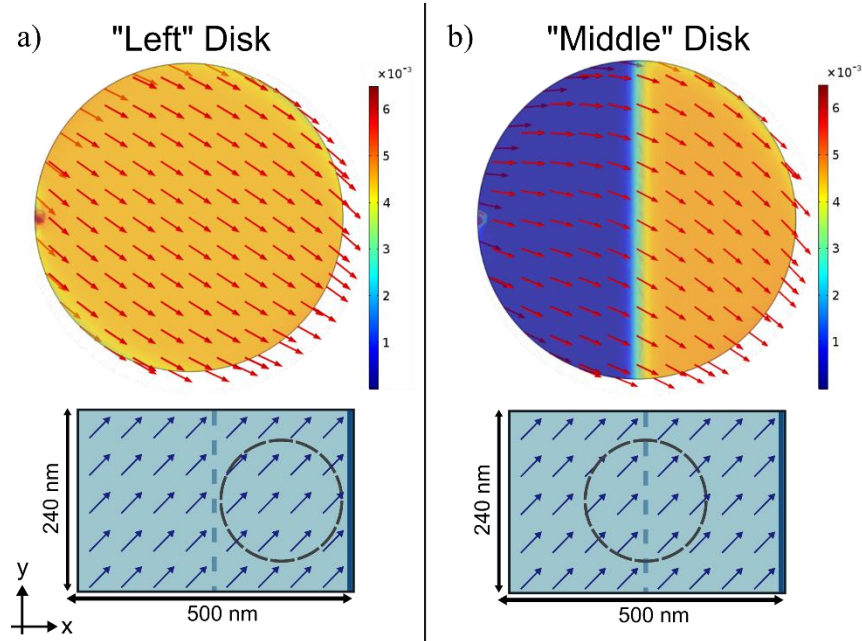 a)
"Left" Disk
×10⁻³
6
5
4
3
2
1
240 nm
500 nm
y
x
b)
"Middle" Disk
×10⁻³
6
5
4
3
2
1
240 nm
500 nm